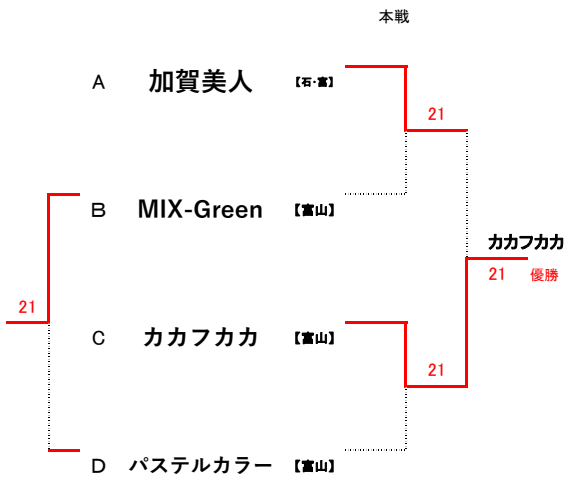 本戦
A 加賀美人 【石・富】
21
B MIX-Green 【富山】
カカフカカ
21 優勝
21
C カカフカカ 【富山】
21
D パステルカラー 【富山】